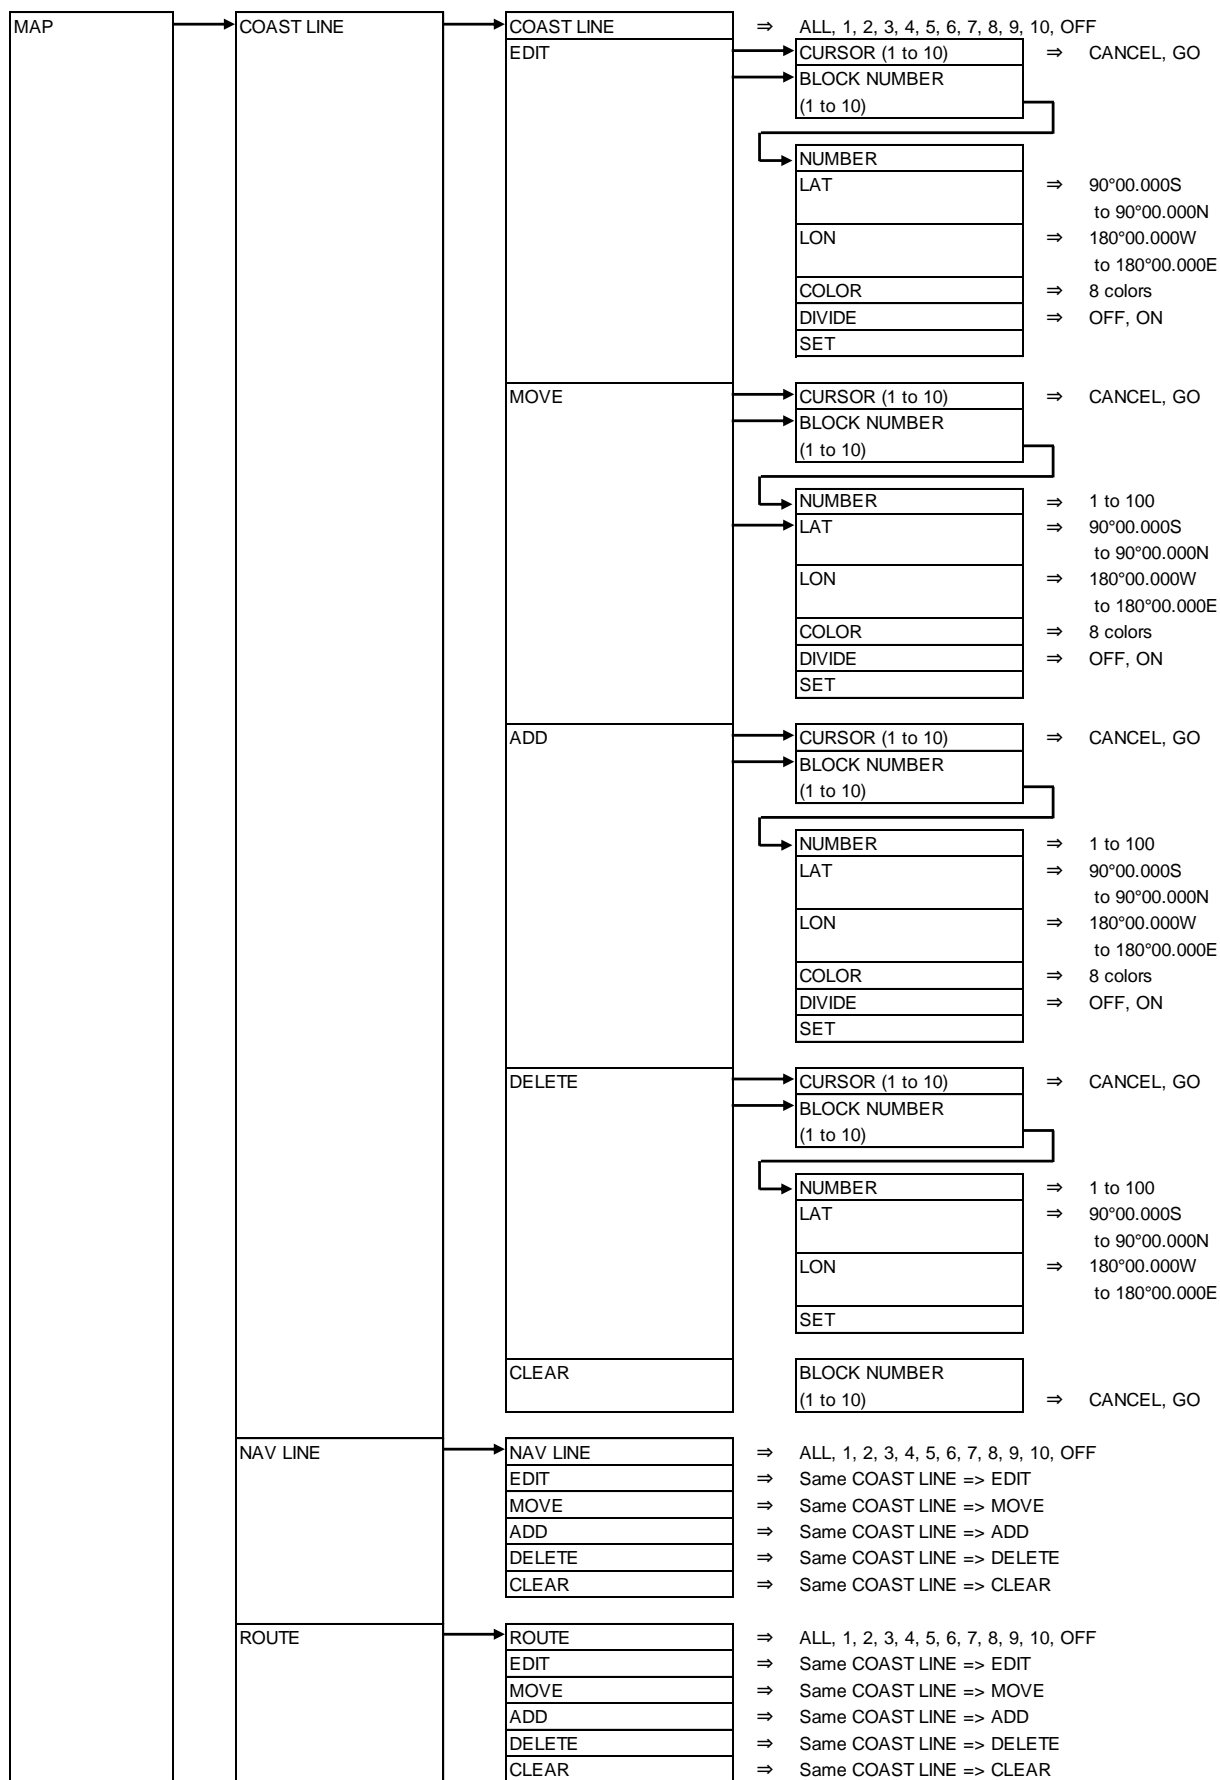 MAP COAST LINE COAST LINE ⇒ ALL, 1, 2, 3, 4, 5, 6, 7, 8, 9, 10, OFF
EDIT CURSOR (1 to 10) ⇒ CANCEL, GO
BLOCK NUMBER
(1 to 10)
NUMBER
LAT ⇒ 90°00.000S
to 90°00.000N
LON ⇒ 180°00.000W
to 180°00.000E
COLOR ⇒ 8 colors
DIVIDE ⇒ OFF, ON
SET
MOVE CURSOR (1 to 10) ⇒ CANCEL, GO
BLOCK NUMBER
(1 to 10)
NUMBER ⇒ 1 to 100
LAT ⇒ 90°00.000S
to 90°00.000N
LON ⇒ 180°00.000W
to 180°00.000E
COLOR ⇒ 8 colors
DIVIDE ⇒ OFF, ON
SET
ADD CURSOR (1 to 10) ⇒ CANCEL, GO
BLOCK NUMBER
(1 to 10)
NUMBER ⇒ 1 to 100
LAT ⇒ 90°00.000S
to 90°00.000N
LON ⇒ 180°00.000W
to 180°00.000E
COLOR ⇒ 8 colors
DIVIDE ⇒ OFF, ON
SET
DELETE CURSOR (1 to 10) ⇒ CANCEL, GO
BLOCK NUMBER
(1 to 10)
NUMBER ⇒ 1 to 100
LAT ⇒ 90°00.000S
to 90°00.000N
LON ⇒ 180°00.000W
to 180°00.000E
SET
CLEAR BLOCK NUMBER
(1 to 10) ⇒ CANCEL, GO
NAV LINE NAV LINE ⇒ ALL, 1, 2, 3, 4, 5, 6, 7, 8, 9, 10, OFF
EDIT ⇒ Same COAST LINE => EDIT
MOVE ⇒ Same COAST LINE => MOVE
ADD ⇒ Same COAST LINE => ADD
DELETE ⇒ Same COAST LINE => DELETE
CLEAR ⇒ Same COAST LINE => CLEAR
ROUTE ROUTE ⇒ ALL, 1, 2, 3, 4, 5, 6, 7, 8, 9, 10, OFF
EDIT ⇒ Same COAST LINE => EDIT
MOVE ⇒ Same COAST LINE => MOVE
ADD ⇒ Same COAST LINE => ADD
DELETE ⇒ Same COAST LINE => DELETE
CLEAR ⇒ Same COAST LINE => CLEAR